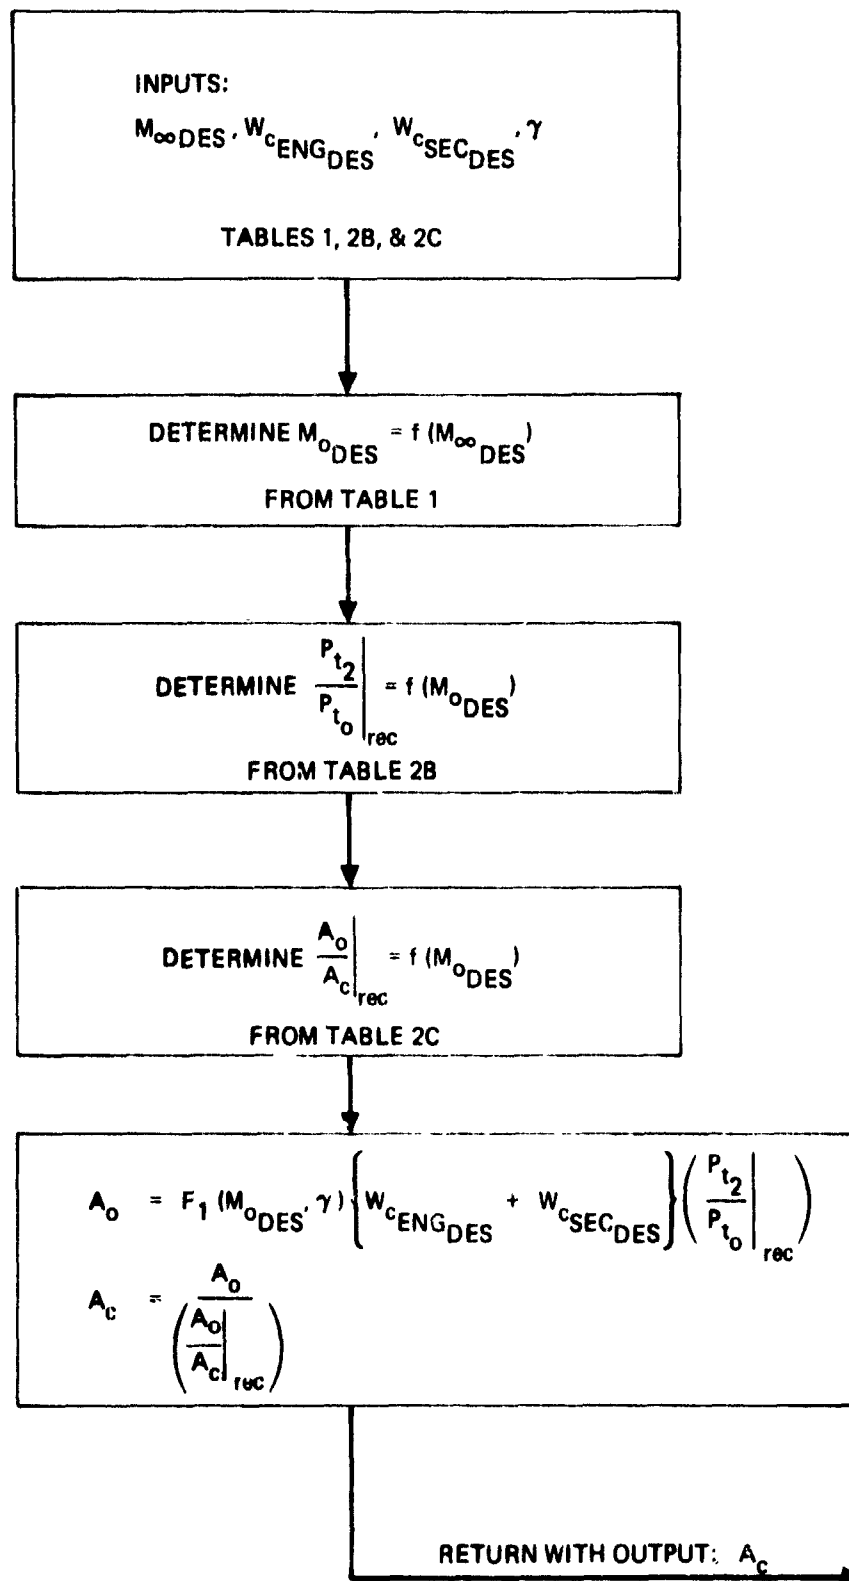 INPUTS:
M∞DES, WcENGDES, WcSECDES, γ
TABLES 1, 2B, & 2C
DETERMINE MoDES = f (M∞DES)
FROM TABLE 1
DETERMINE Pt2/Pto|rec = f (MoDES)
FROM TABLE 2B
DETERMINE Ao/Ac|rec = f (MoDES)
FROM TABLE 2C
Ao = F1 (MoDES, γ) {WcENGDES + WcSECDES} (Pt2/Pto|rec)
Ac = Ao/(Ao/Ac|rec)
RETURN WITH OUTPUT: Ac